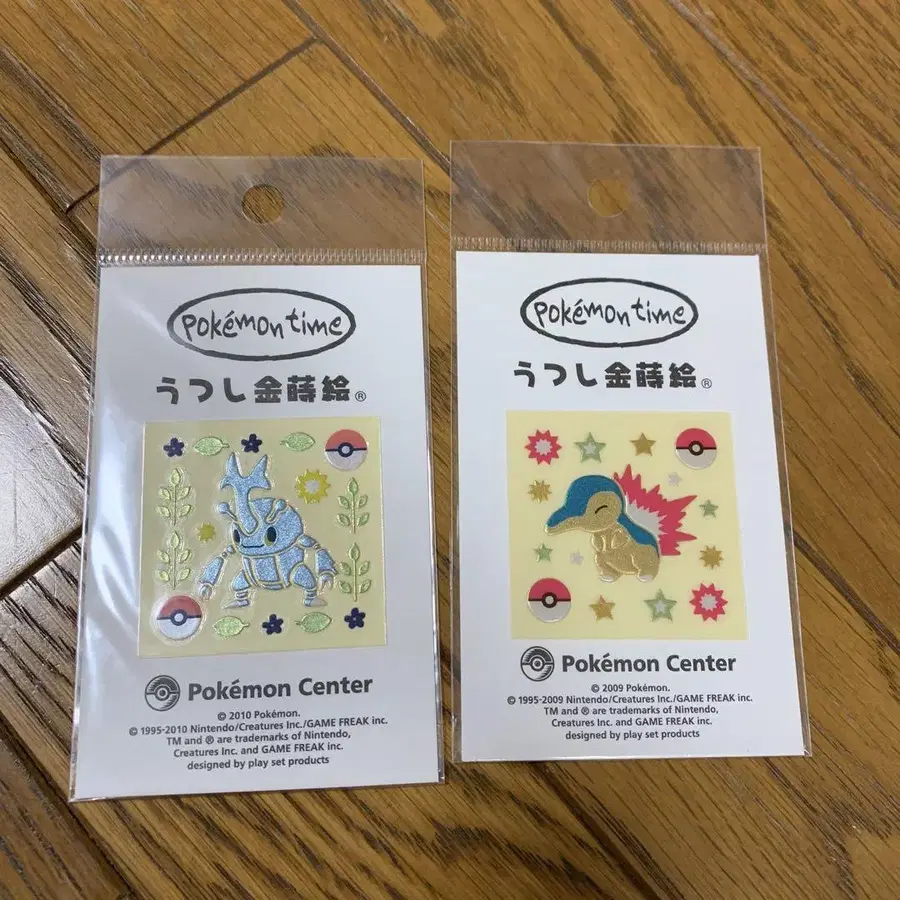 Pokémon time
うつし金蒔絵®
Pokémon Center
© 2010 Pokémon.
© 1995-2010 Nintendo/Creatures Inc./GAME FREAK inc.
TM and ® are trademarks of Nintendo,
Creatures Inc. and GAME FREAK inc.
designed by play set products
Pokémon time
うつし金蒔絵®
Pokémon Center
© 2009 Pokémon.
© 1995-2009 Nintendo/Creatures Inc./GAME FREAK inc.
TM and ® are trademarks of Nintendo,
Creatures Inc. and GAME FREAK inc.
designed by play set products